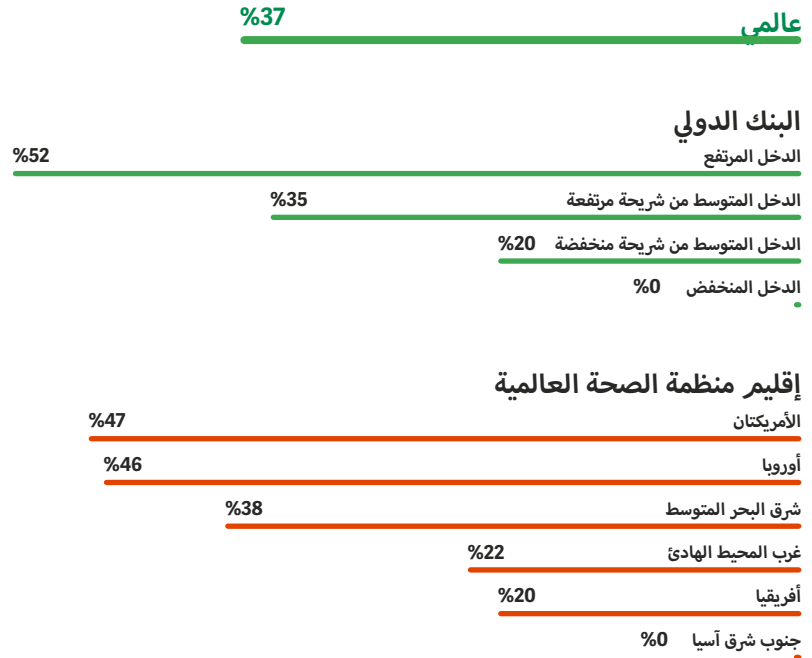 عالمي %37
البنك الدولي
الدخل المرتفع %52
الدخل المتوسط من شريحة مرتفعة %35
الدخل المتوسط من شريحة منخفضة %20
الدخل المنخفض %0
إقليم منظمة الصحة العالمية
الأمريكتان %47
أوروبا %46
شرق البحر المتوسط %38
غرب المحيط الهادئ %22
أفريقيا %20
جنوب شرق آسيا %0